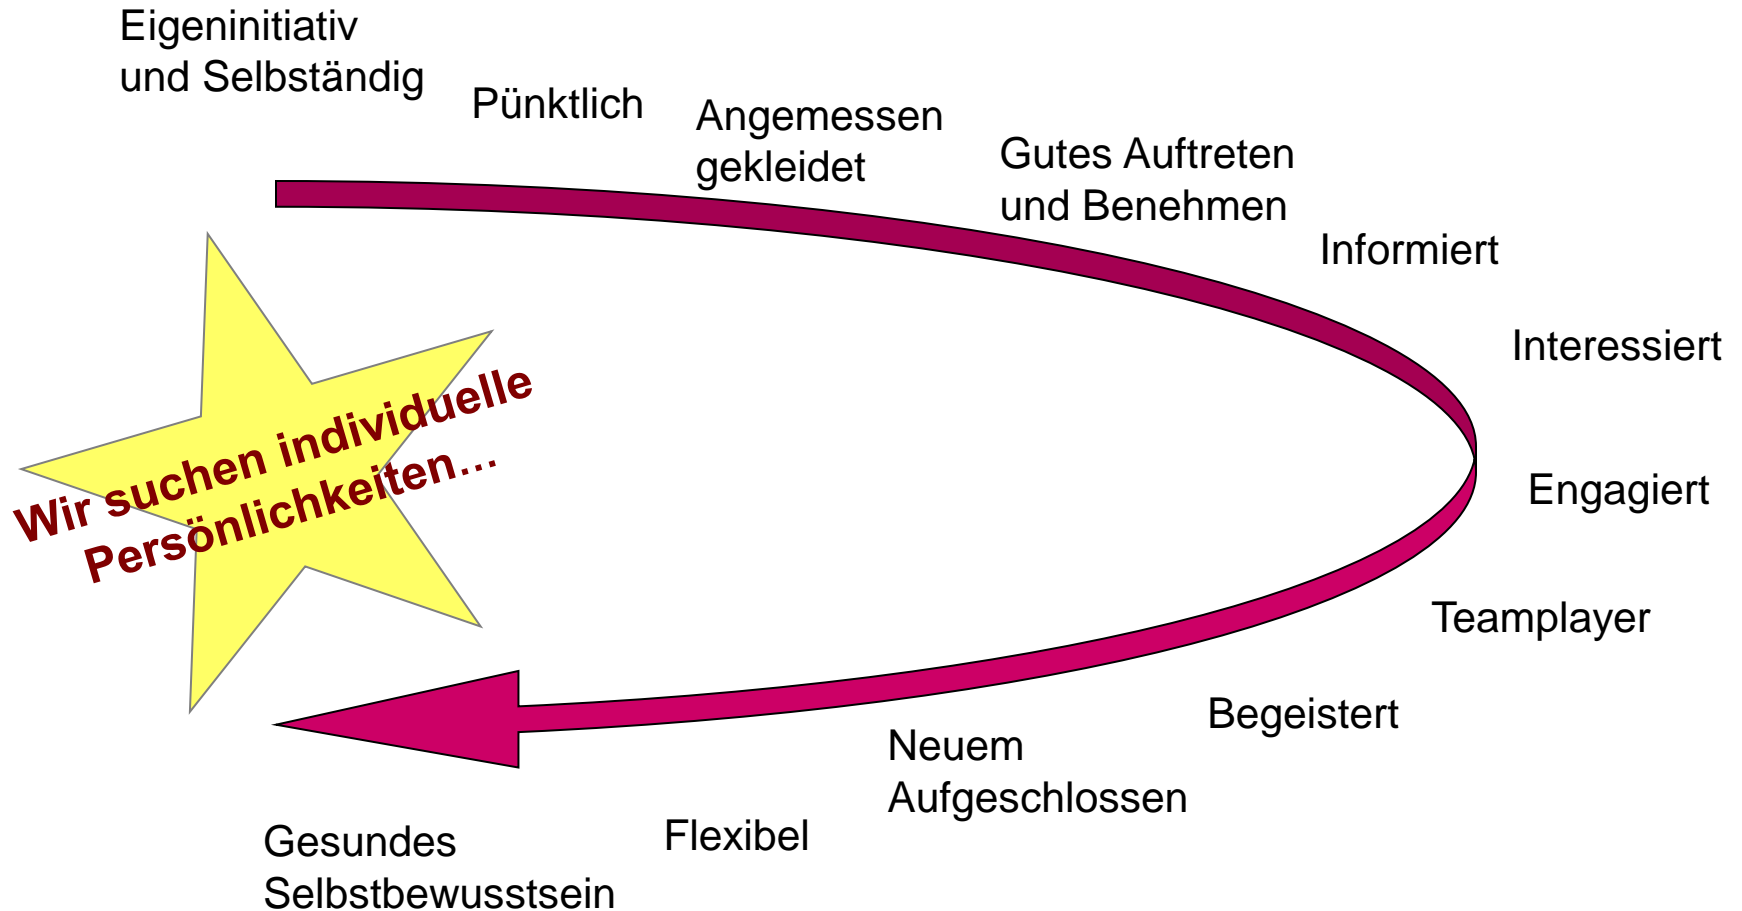 Eigeninitiativ
und Selbständig
Pünktlich
Angemessen
gekleidet
Gutes Auftreten
und Benehmen
Informiert
Interessiert
Engagiert
Teamplayer
Begeistert
Neuem
Aufgeschlossen
Flexibel
Gesundes
Selbstbewusstsein
Wir suchen individuelle
Persönlichkeiten...